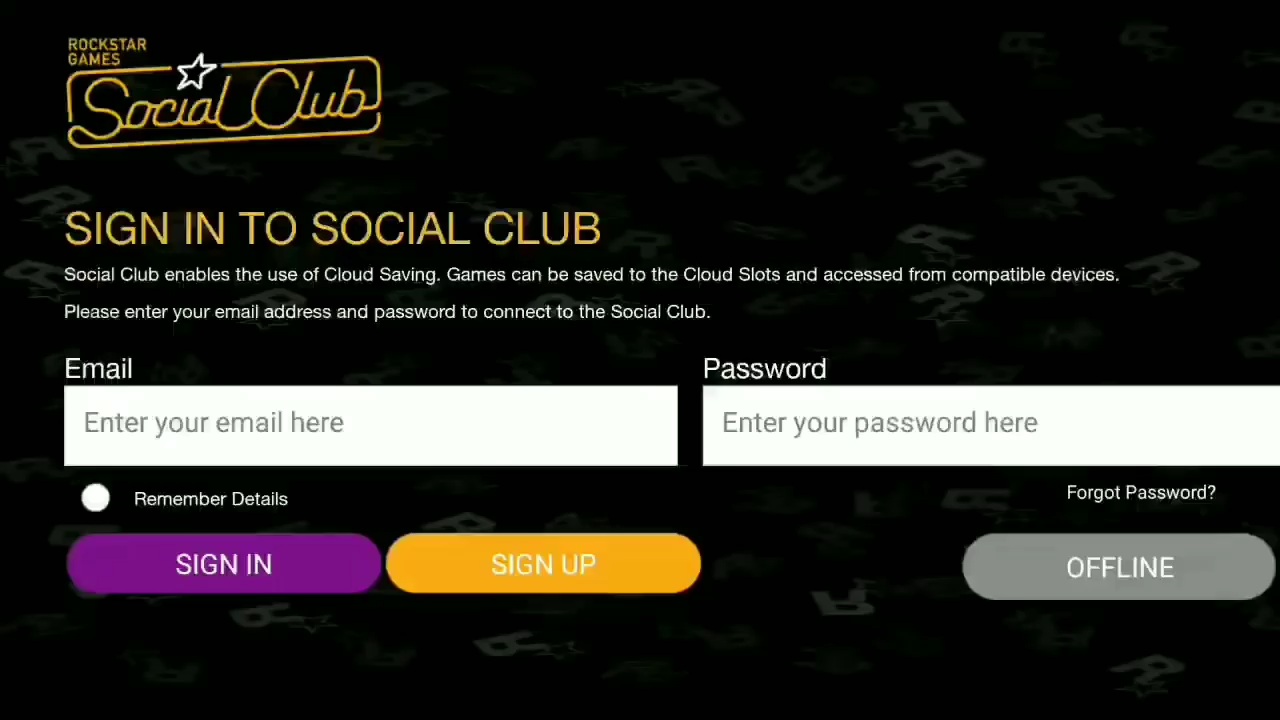 ROCKSTAR
GAMES
Social Club
SIGN IN TO SOCIAL CLUB
Social Club enables the use of Cloud Saving. Games can be saved to the Cloud Slots and accessed from compatible devices.
Please enter your email address and password to connect to the Social Club.
Email
Password
Enter your email here
Enter your password here
Remember Details
Forgot Password?
SIGN IN
SIGN UP
OFFLINE